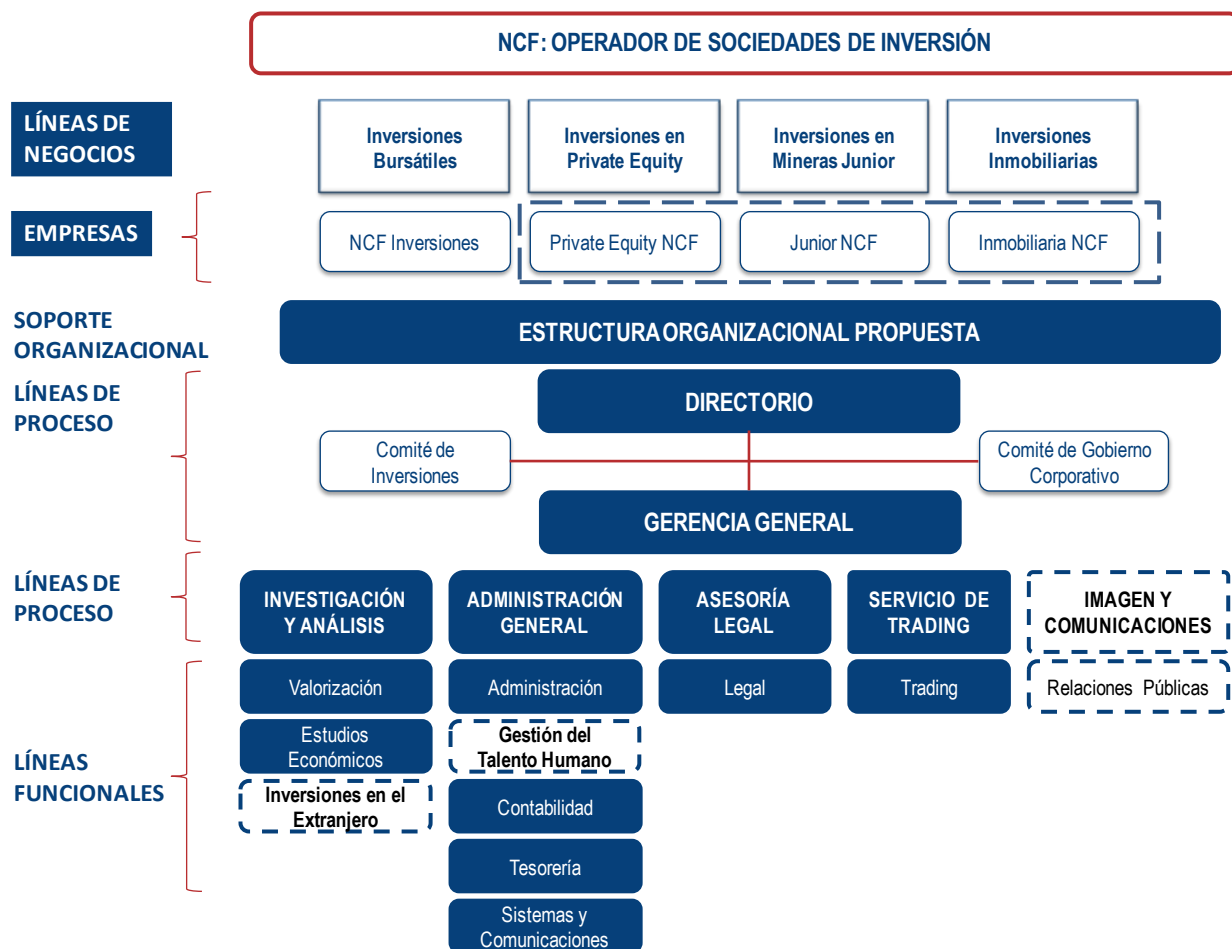 NCF: OPERADOR DE SOCIEDADES DE INVERSIÓN
LÍNEAS DE
NEGOCIOS
Inversiones
Bursátiles
Inversiones en
Private Equity
Inversiones en
Mineras Junior
Inversiones
Inmobiliarias
EMPRESAS
NCF Inversiones
Private Equity NCF
Junior NCF
Inmobiliaria NCF
SOPORTE
ORGANIZACIONAL
ESTRUCTURA ORGANIZACIONAL PROPUESTA
LÍNEAS DE
PROCESO
DIRECTORIO
Comité de
Inversiones
Comité de Gobierno
Corporativo
GERENCIA GENERAL
LÍNEAS DE
PROCESO
INVESTIGACIÓN
Y ANÁLISIS
ADMINISTRACIÓN
GENERAL
ASESORÍA
LEGAL
SERVICIO DE
TRADING
IMAGEN Y
COMUNICACIONES
LÍNEAS
FUNCIONALES
Valorización
Administración
Legal
Trading
Relaciones Públicas
Estudios
Económicos
Gestión del
Talento Humano
Inversiones en el
Extranjero
Contabilidad
Tesorería
Sistemas y
Comunicaciones